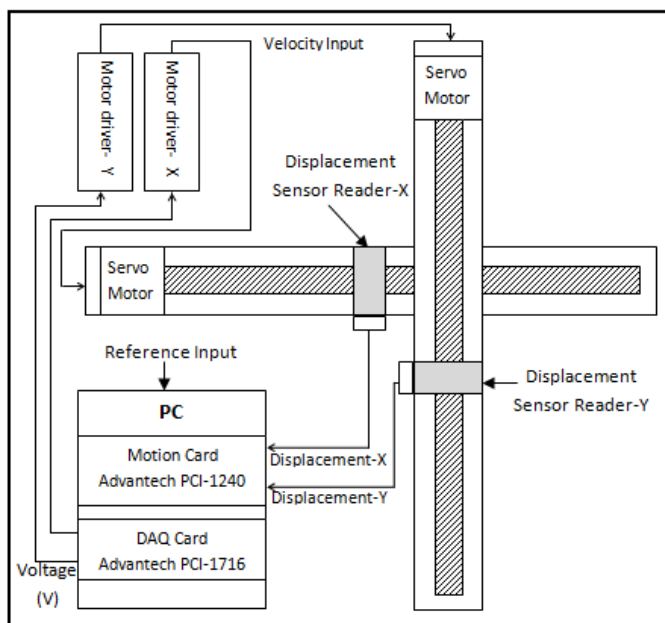 Velocity Input
Motor driver- Y
Motor driver- X
Servo
Motor
Displacement
Sensor Reader-X
Servo
Motor
Reference Input
PC
Displacement
Sensor Reader-Y
Motion Card
Advantech PCI-1240
Displacement-X
Displacement-Y
DAQ Card
Advantech PCI-1716
Voltage
(V)